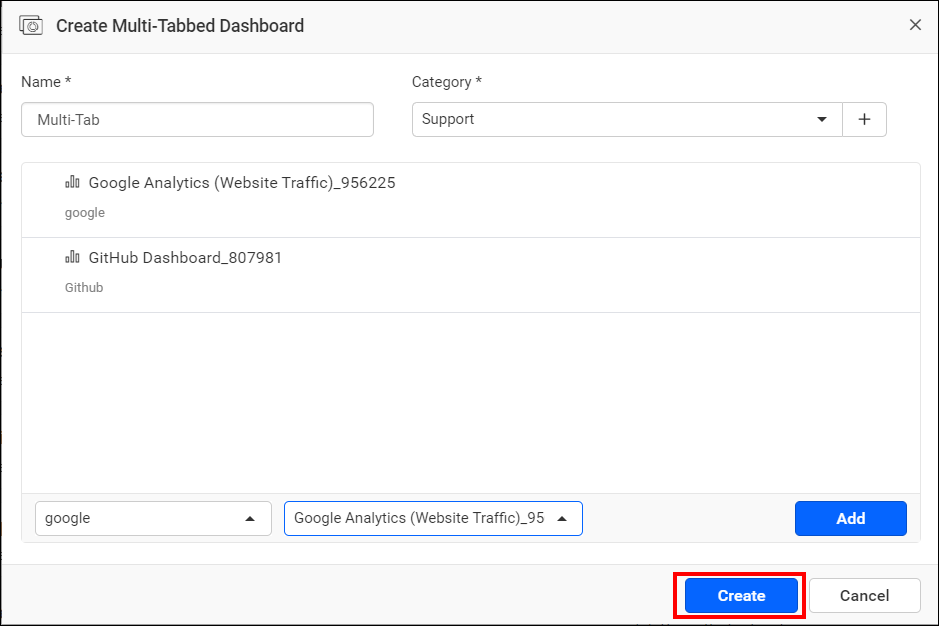 Create Multi-Tabbed Dashboard
Name * Category *
Multi-Tab Support
Google Analytics (Website Traffic)_956225
google
GitHub Dashboard_807981
Github
google Google Analytics (Website Traffic)_95 Add
Create Cancel